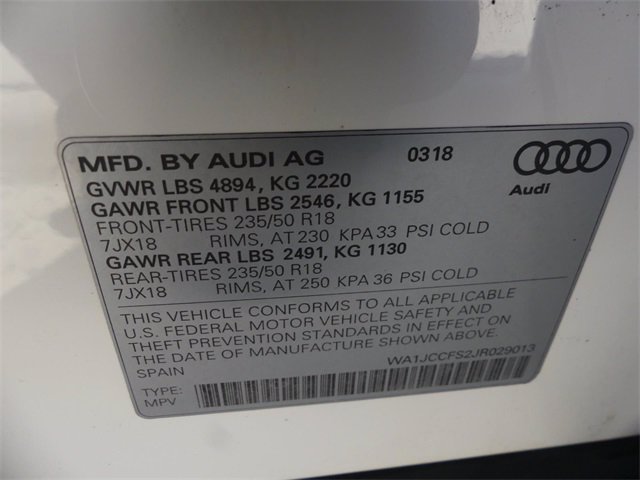 MFD. BY AUDI AG 0318
GVWR LBS 4894, KG 2220
Audi
GAWR FRONT LBS 2546, KG 1155
FRONT-TIRES 235/50 R18
7JX18 RIMS, AT 230 KPA 33 PSI COLD
GAWR REAR LBS 2491, KG 1130
REAR-TIRES 235/50 R18
7JX18 RIMS, AT 250 KPA 36 PSI COLD
THIS VEHICLE CONFORMS TO ALL APPLICABLE
U.S. FEDERAL MOTOR VEHICLE SAFETY AND
THEFT PREVENTION STANDARDS IN EFFECT ON
THE DATE OF MANUFACTURE SHOWN ABOVE.
SPAIN
WA1JCCFS2JR029013
TYPE:
MPV